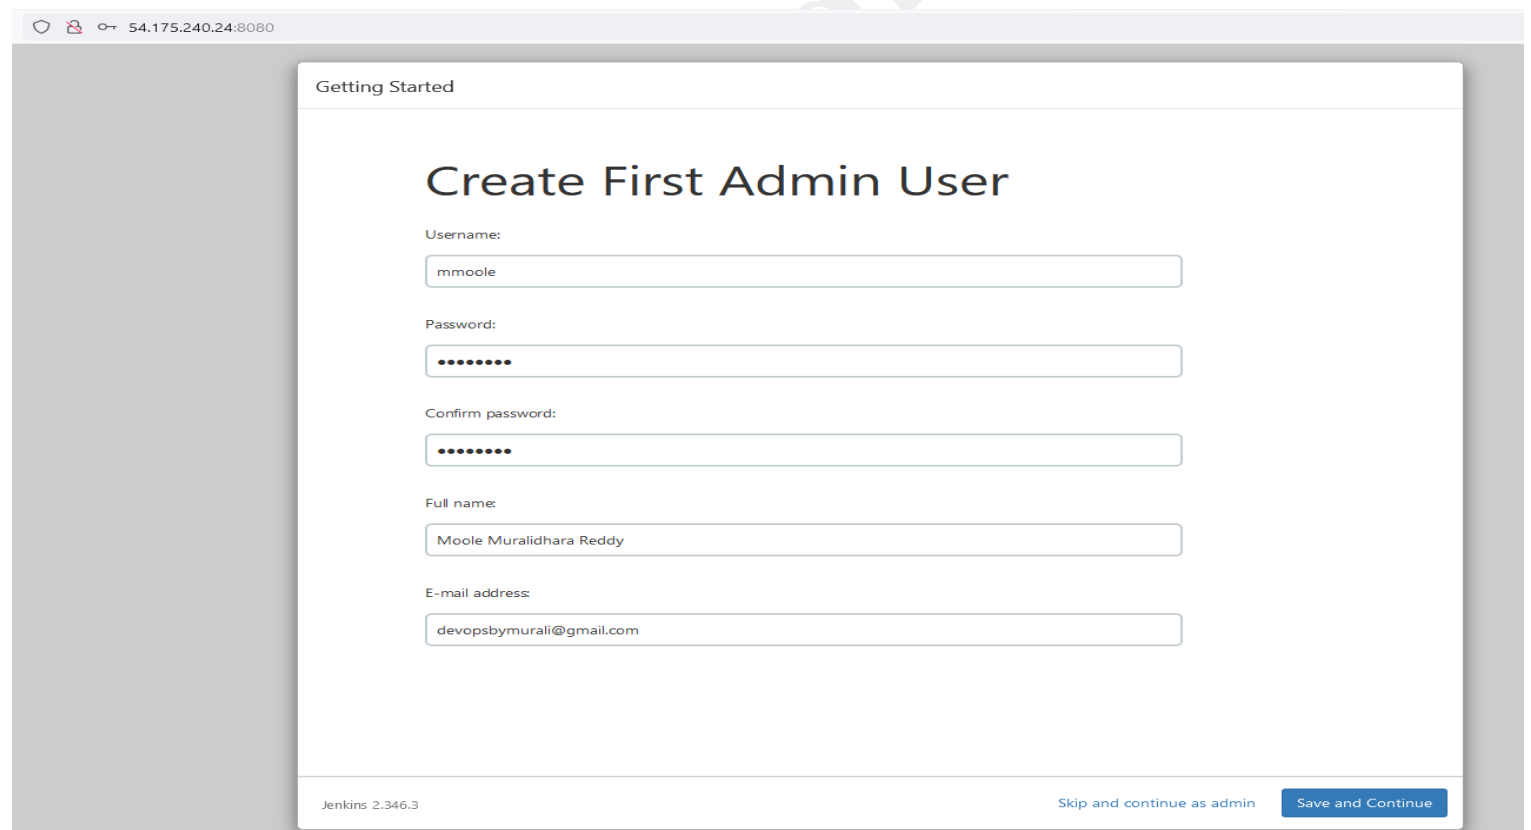 54.175.240.24:8080
Getting Started
Create First Admin User
Username:
mmoole
Password:
••••••••
Confirm password:
••••••••
Full name:
Moole Muralidhara Reddy
E-mail address:
devopsbymurali@gmail.com
Jenkins 2.346.3 Skip and continue as admin Save and Continue